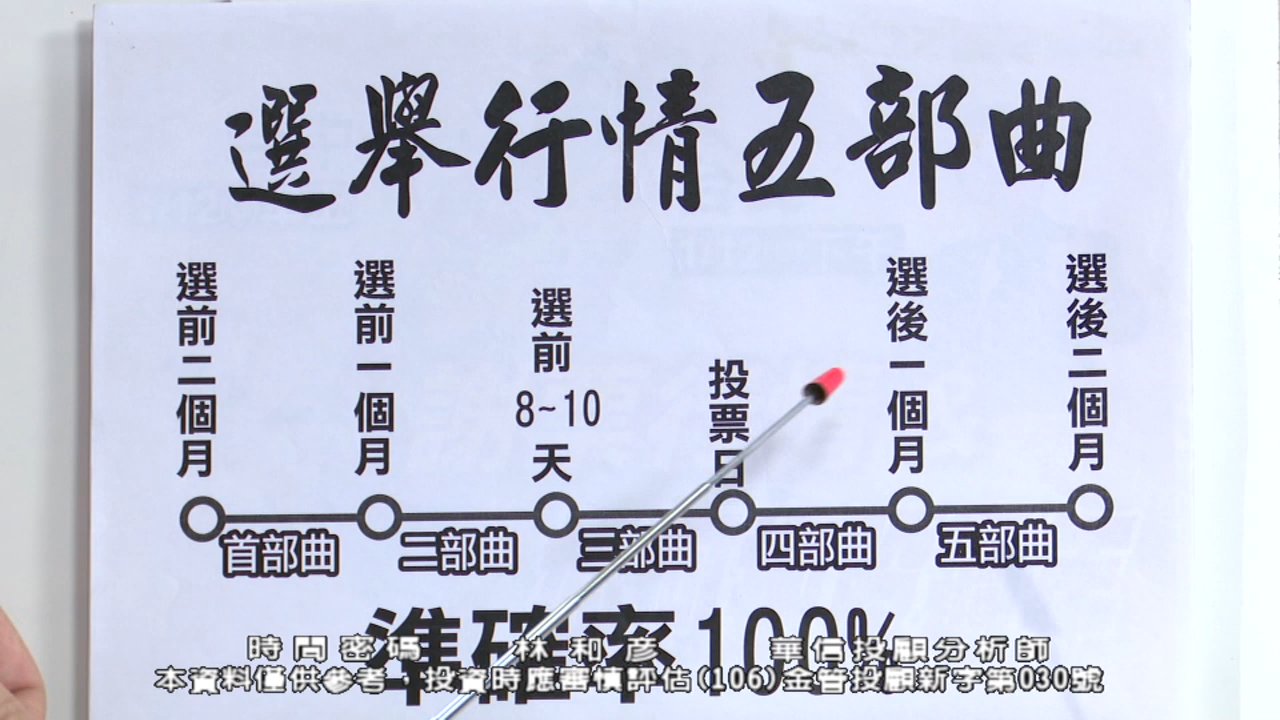 選舉行情五部曲
選前二個月
選前一個月
選前8~10天
投票日
選後一個月
選後二個月
首部曲
二部曲
三部曲
四部曲
五部曲
準確率100%
時間密碼 林和彥 華信投顧分析師
本資料僅供參考，投資時應審慎評估(106)金管投顧新字第030號